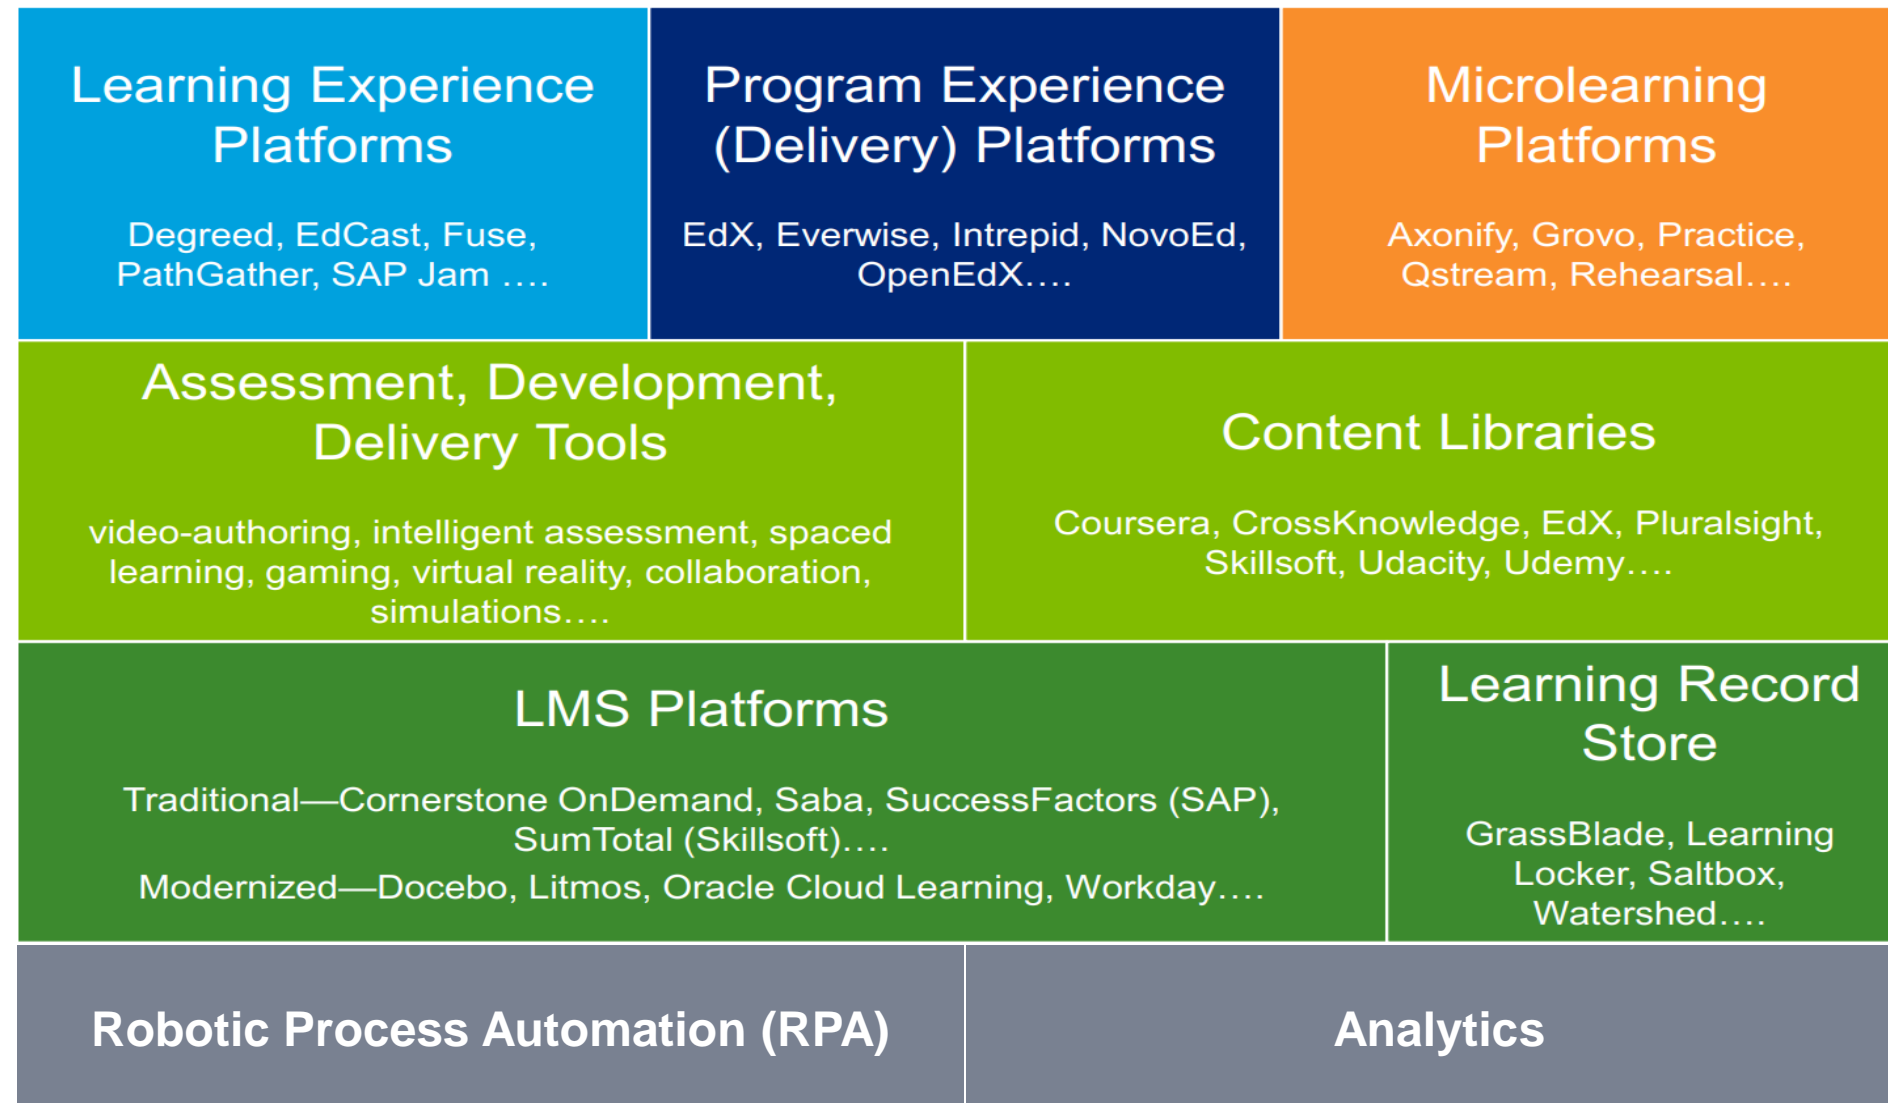 Learning Experience
Platforms
Degreed, EdCast, Fuse,
PathGather, SAP Jam ....
Program Experience
(Delivery) Platforms
EdX, Everwise, Intrepid, NovoEd,
OpenEdX....
Microlearning
Platforms
Axonify, Grovo, Practice,
Qstream, Rehearsal....
Assessment, Development,
Delivery Tools
video-authoring, intelligent assessment, spaced
learning, gaming, virtual reality, collaboration,
simulations....
Content Libraries
Coursera, CrossKnowledge, EdX, Pluralsight,
Skillsoft, Udacity, Udemy....
LMS Platforms
Traditional—Cornerstone OnDemand, Saba, SuccessFactors (SAP),
SumTotal (Skillsoft)....
Modernized—Docebo, Litmos, Oracle Cloud Learning, Workday....
Learning Record
Store
GrassBlade, Learning
Locker, Saltbox,
Watershed....
Robotic Process Automation (RPA)
Analytics